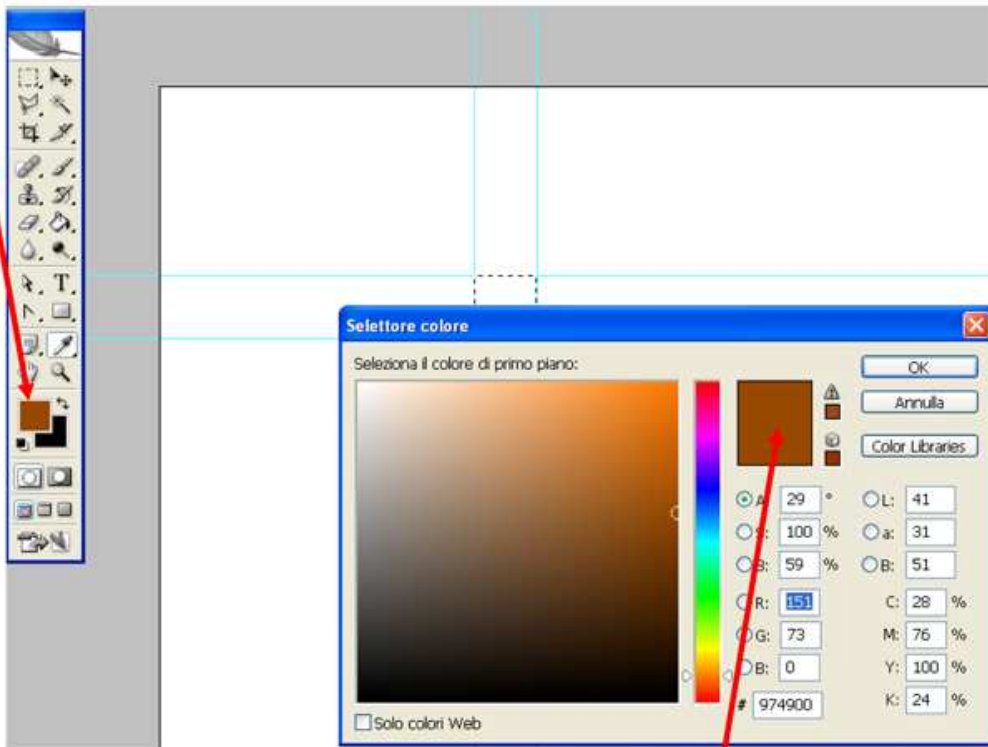 Selettore colore
Seleziona il colore di primo piano:
OK
Annulla
Color Libraries
A 29 °
S: 100 %
B: 59 %
R: 151
G: 73
B: 0
# 974900
L: 41
a: 31
B: 51
C: 28 %
M: 76 %
Y: 100 %
K: 24 %
Solo colori Web
T